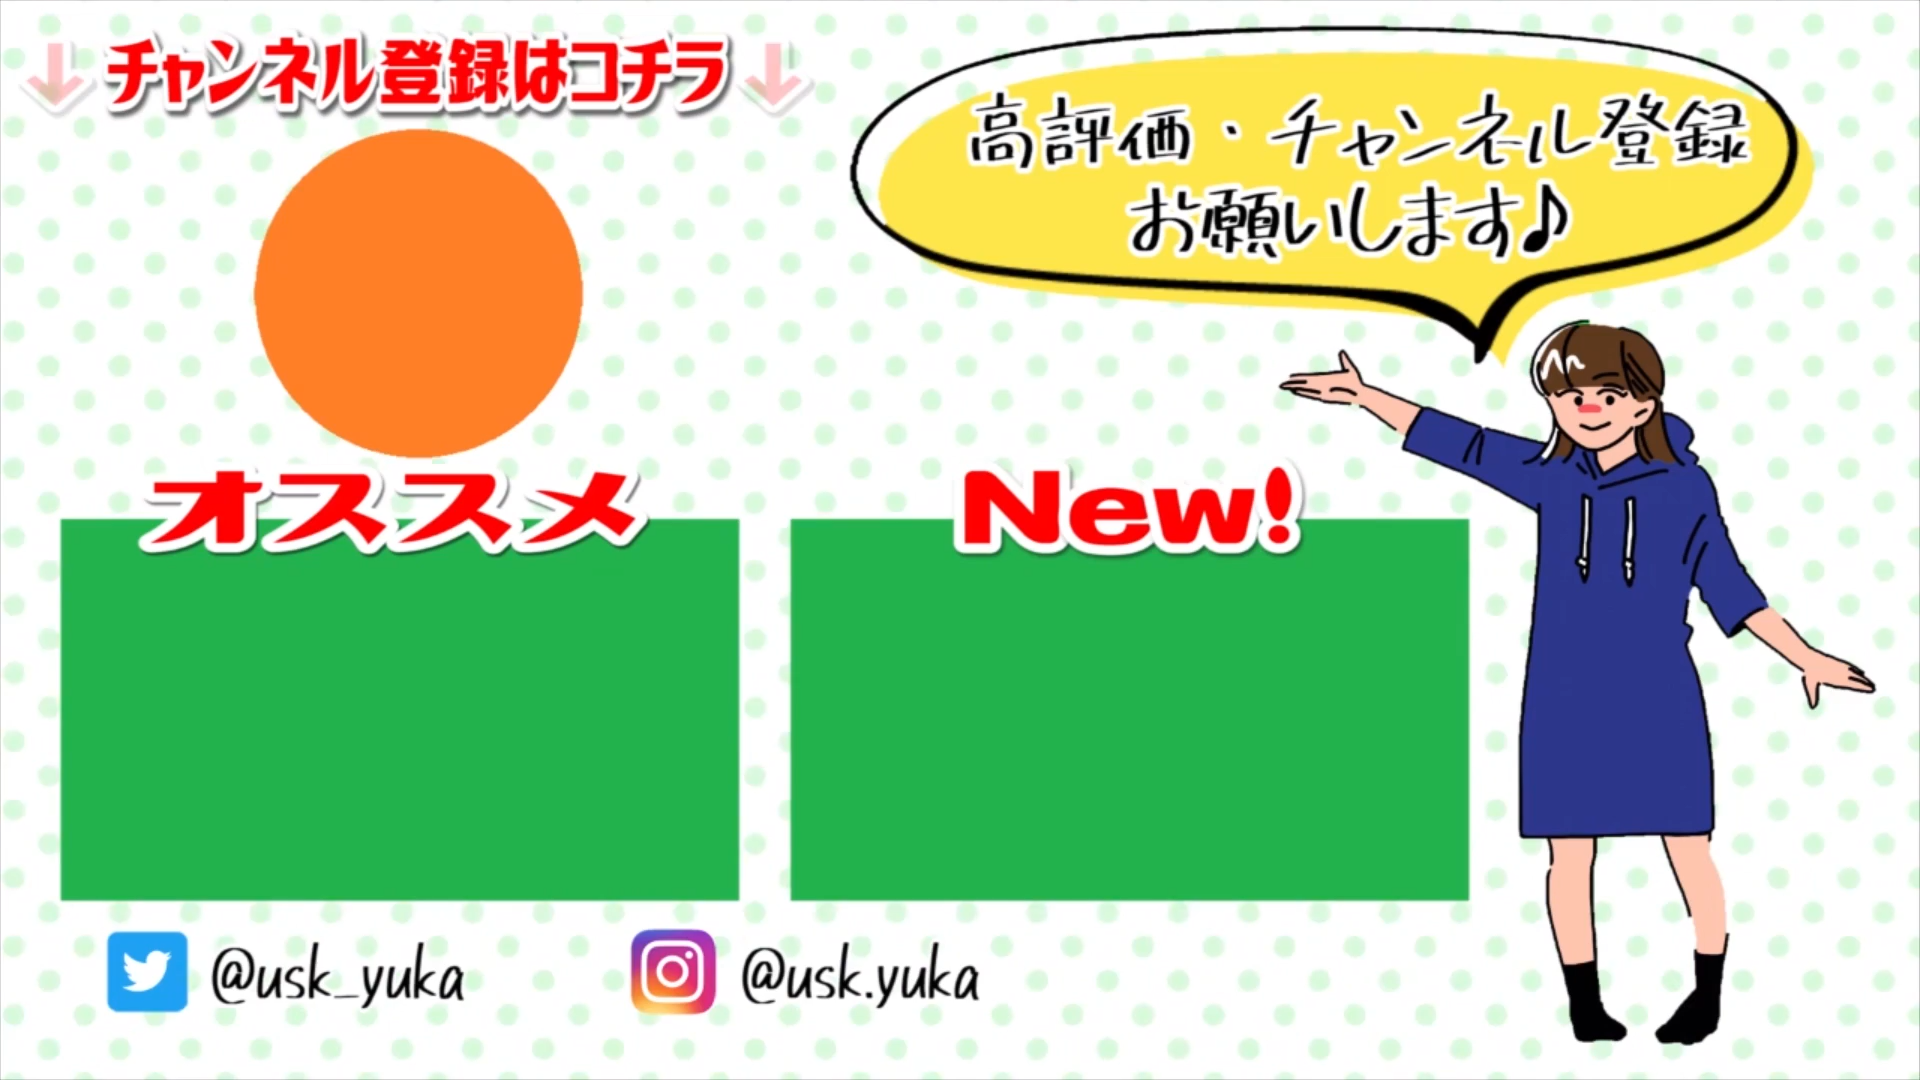 ↓チャンネル登録はコチラ↓
高評価・チャンネル登録
お願いします♪
オススメ
New!
@usk_yuka
@usk.yuka